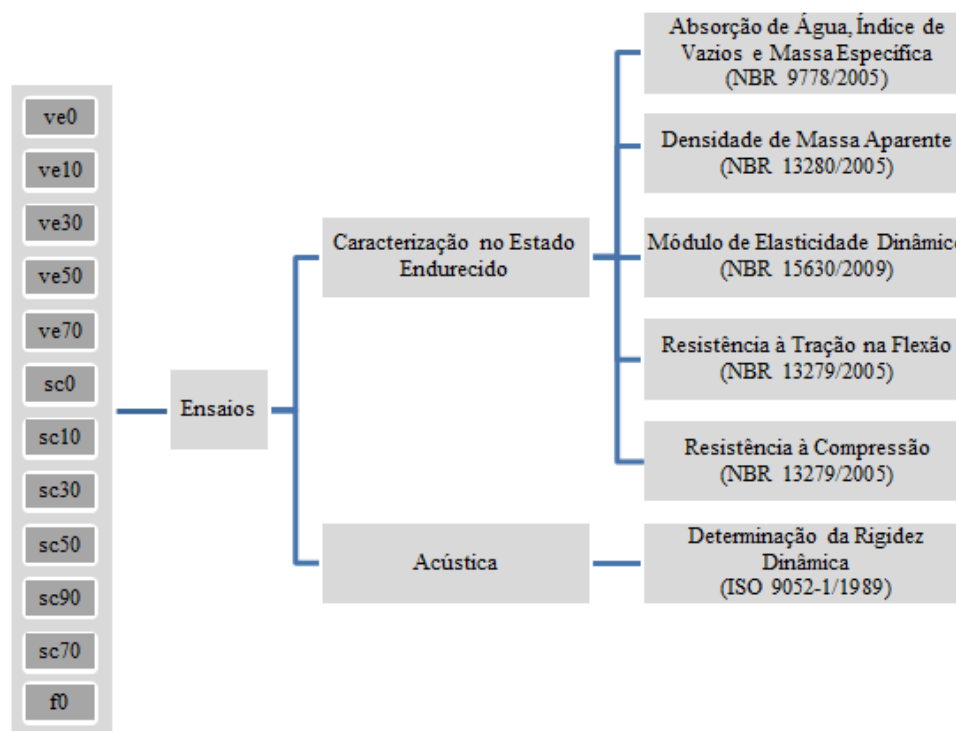 ve0
ve10
ve30
ve50
ve70
sc0
sc10
sc30
sc50
sc90
sc70
f0
Ensaios
Caracterização no Estado
Endurecido
Acústica
Absorção de Água, Índice de
Vazios e Massa Específica
(NBR 9778/2005)
Densidade de Massa Aparente
(NBR 13280/2005)
Módulo de Elasticidade Dinâmic
(NBR 15630/2009)
Resistência à Tração na Flexão
(NBR 13279/2005)
Resistência à Compressão
(NBR 13279/2005)
Determinação da Rigidez
Dinâmica
(ISO 9052-1/1989)